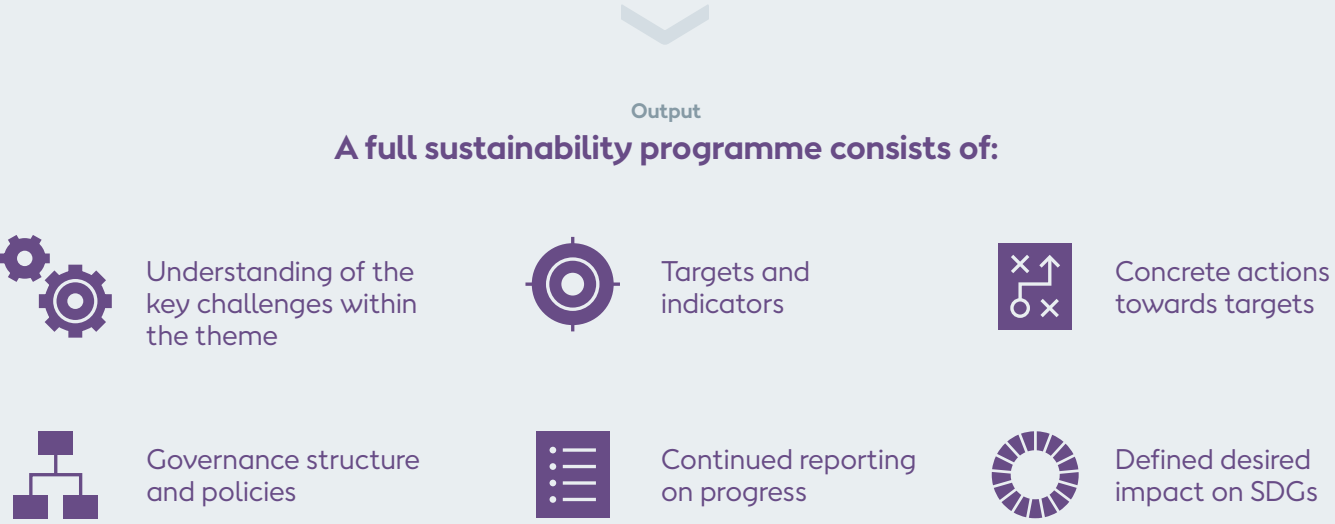 Output
A full sustainability programme consists of:
Understanding of the
key challenges within
the theme
Targets and
indicators
Concrete actions
towards targets
Governance structure
and policies
Continued reporting
on progress
Defined desired
impact on SDGs